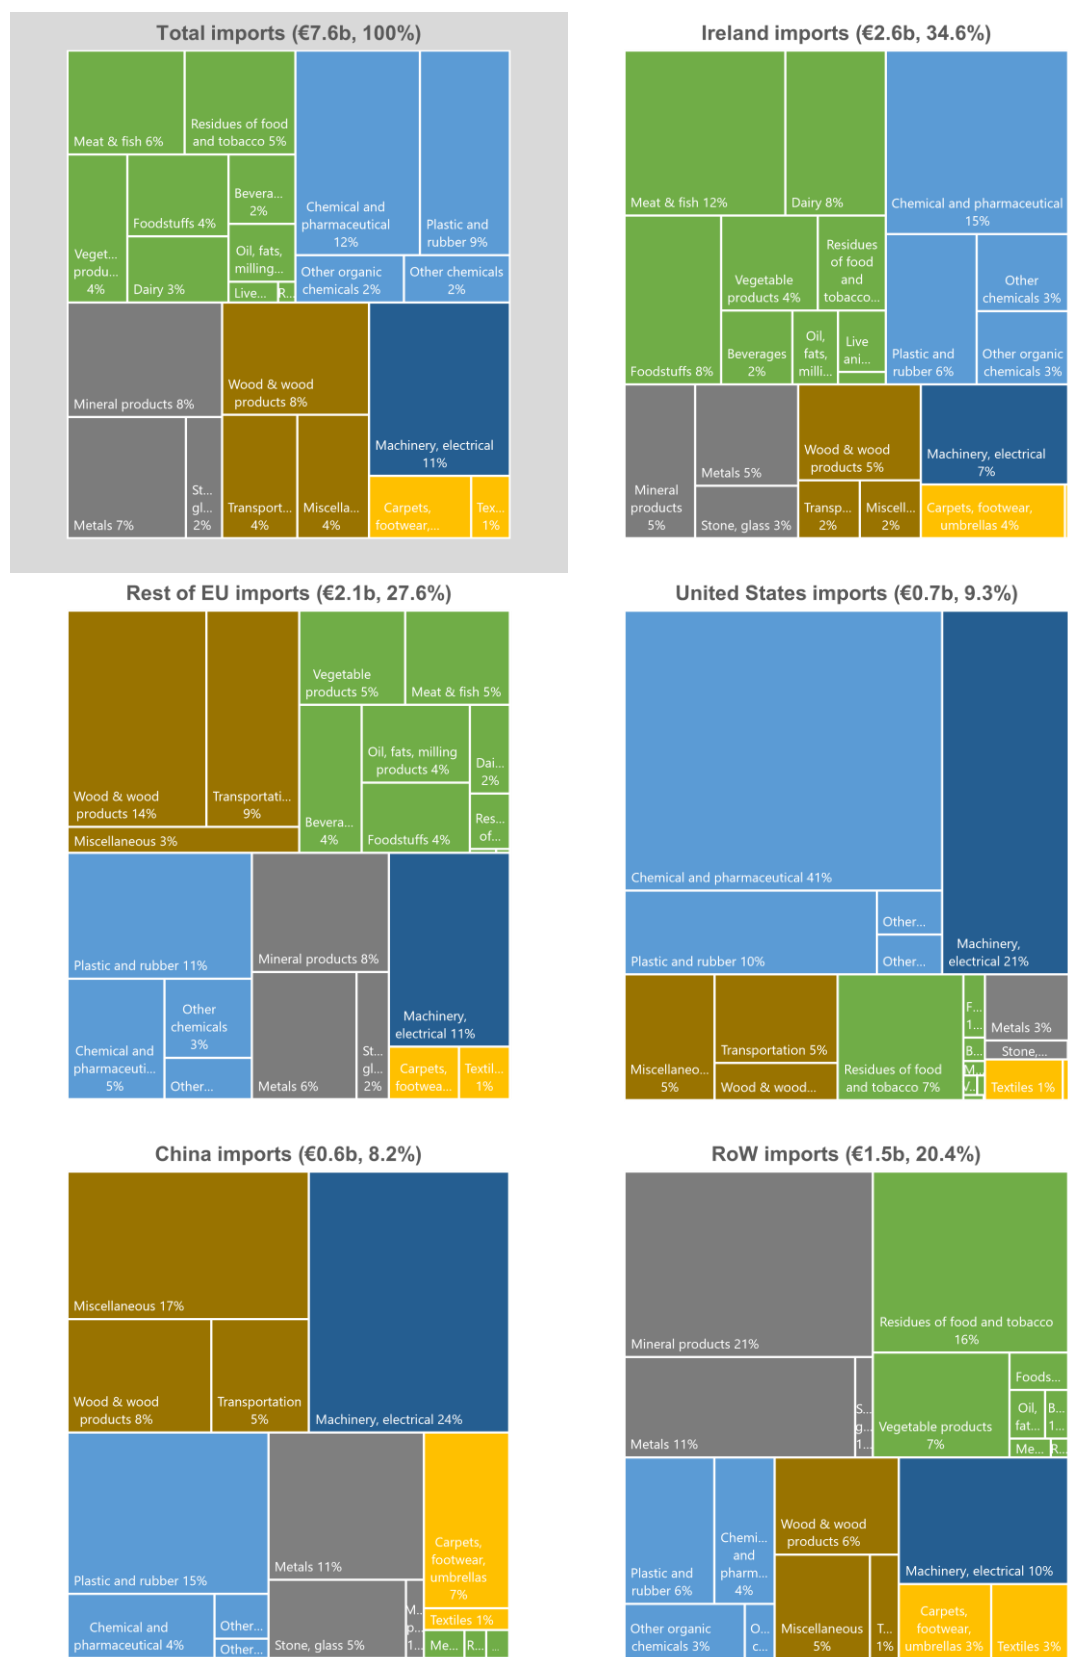 Total imports (€7.6b, 100%)
Meat & fish 6%
Residues of food
and tobacco 5%
Chemical and
pharmaceutical
12%
Plastic and
rubber 9%
Veget...
produ...
4%
Foodstuffs 4%
Dairy 3%
Bevera...
2%
Oil, fats,
milling...
Live...
R...
Other organic
chemicals 2%
Other chemicals
2%
Mineral products 8%
Metals 7%
St...
gl...
2%
Wood & wood
products 8%
Transport...
4%
Miscella...
4%
Machinery, electrical
11%
Carpets,
footwear,...
Tex...
1%
Ireland imports (€2.6b, 34.6%)
Meat & fish 12%
Dairy 8%
Chemical and pharmaceutical
15%
Foodstuffs 8%
Vegetable
products 4%
Residues
of food
and
tobacco...
Beverages
2%
Oil,
fats,
milli...
Live
ani...
Plastic and
rubber 6%
Other
chemicals 3%
Other organic
chemicals 3%
Mineral
products
5%
Metals 5%
Stone, glass 3%
Wood & wood
products 5%
Transp...
2%
Miscell...
2%
Machinery, electrical
7%
Carpets, footwear,
umbrellas 4%
Rest of EU imports (€2.1b, 27.6%)
Wood & wood
products 14%
Transportati...
9%
Miscellaneous 3%
Vegetable
products 5%
Meat & fish 5%
Bevera...
4%
Oil, fats, milling
products 4%
Foodstuffs 4%
Dai...
2%
Res...
of...
Plastic and rubber 11%
Chemical and
pharmaceuti...
5%
Other
chemicals
3%
Other...
Mineral products 8%
Metals 6%
St...
gl...
2%
Machinery,
electrical 11%
Carpets,
footwea...
Textil...
1%
United States imports (€0.7b, 9.3%)
Chemical and pharmaceutical 41%
Plastic and rubber 10%
Other...
Other...
Machinery,
electrical 21%
Miscellaneo...
5%
Transportation 5%
Wood & wood...
Residues of food
and tobacco 7%
F...
1...
B...
M...
V...
Metals 3%
Stone,...
Textiles 1%
China imports (€0.6b, 8.2%)
Miscellaneous 17%
Wood & wood
products 8%
Transportation
5%
Machinery, electrical 24%
Plastic and rubber 15%
Chemical and
pharmaceutical 4%
Other...
Other...
Metals 11%
Stone, glass 5%
M...
p...
1...
Carpets,
footwear,
umbrellas
7%
Textiles 1%
Me...
R...
...
RoW imports (€1.5b, 20.4%)
Mineral products 21%
Metals 11%
S...
g...
1...
Residues of food and tobacco
16%
Vegetable products
7%
Foods...
Oil,
fat...
B...
1...
Me...
R...
Plastic and
rubber 6%
Chemi...
and
pharm...
4%
Other organic
chemicals 3%
O...
c...
Wood & wood
products 6%
Miscellaneous
5%
T...
1%
Machinery, electrical 10%
Carpets,
footwear,
umbrellas 3%
Textiles 3%